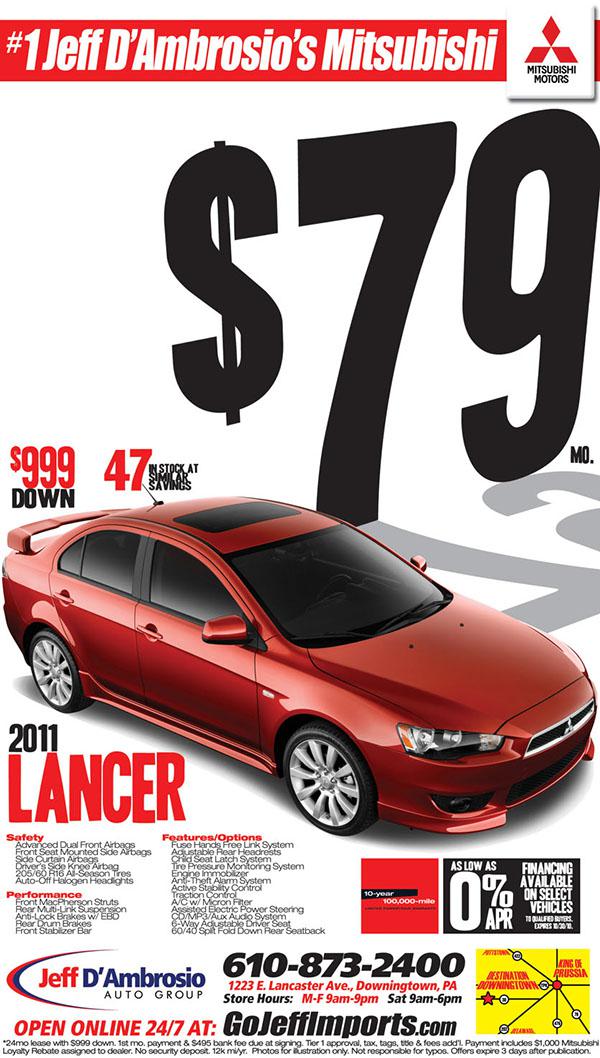 #1 Jeff D'Ambrosio's Mitsubishi
MITSUBISHI
MOTORS
$79
MO.
$999
DOWN
47 IN STOCK AT
SIMILAR
SAVINGS
2011
LANCER
Safety
Advanced Dual Front Airbags
Front Seat Mounted Side Airbags
Side Curtain Airbags
Driver's Side Knee Airbag
205/60 R16 All-Season Tires
Auto-Off Halogen Headlights
Performance
Front MacPherson Struts
Rear Multi-Link Suspension
Anti-Lock Brakes w/ EBD
Rear Drum Brakes
Front Stabilizer Bar
Features/Options
Fuse Hands Free Link System
Adjustable Rear Headrests
Child Seat Latch System
Tire Pressure Monitoring System
Engine Immobilizer
Anti-Theft Alarm System
Active Stability Control
Traction Control
A/C w/ Micron Filter
Assisted Electric Power Steering
CD/MP3/Aux Audio System
6-Way Adjustable Driver Seat
60/40 Split Fold Down Rear Seatback
10-year
100,000-mile
LIMITED POWERTRAIN WARRANTY
AS LOW AS
0% APR
FINANCING
AVAILABLE
ON SELECT
VEHICLES
TO QUALIFIED BUYERS.
EXPIRES 10/30/10.
Jeff D'Ambrosio
AUTO GROUP
610-873-2400
1223 E. Lancaster Ave., Downingtown, PA
Store Hours: M-F 9am-9pm Sat 9am-6pm
OPEN ONLINE 24/7 AT: GoJeffImports.com
POTTSTOWN
KING OF
PRUSSIA
DESTINATION
DOWNINGTOWN
DELAWARE
*24mo lease with $999 down. 1st mo. payment & $495 bank fee due at signing. Tier 1 approval, tax, tags, title & fees add'l. Payment includes $1,000 Mitsubishi
Loyalty Rebate assigned to dealer. No security deposit. 12k mi/yr. Photos for illustration only. Not responsible for typos. Offers expire 3 days after publication.